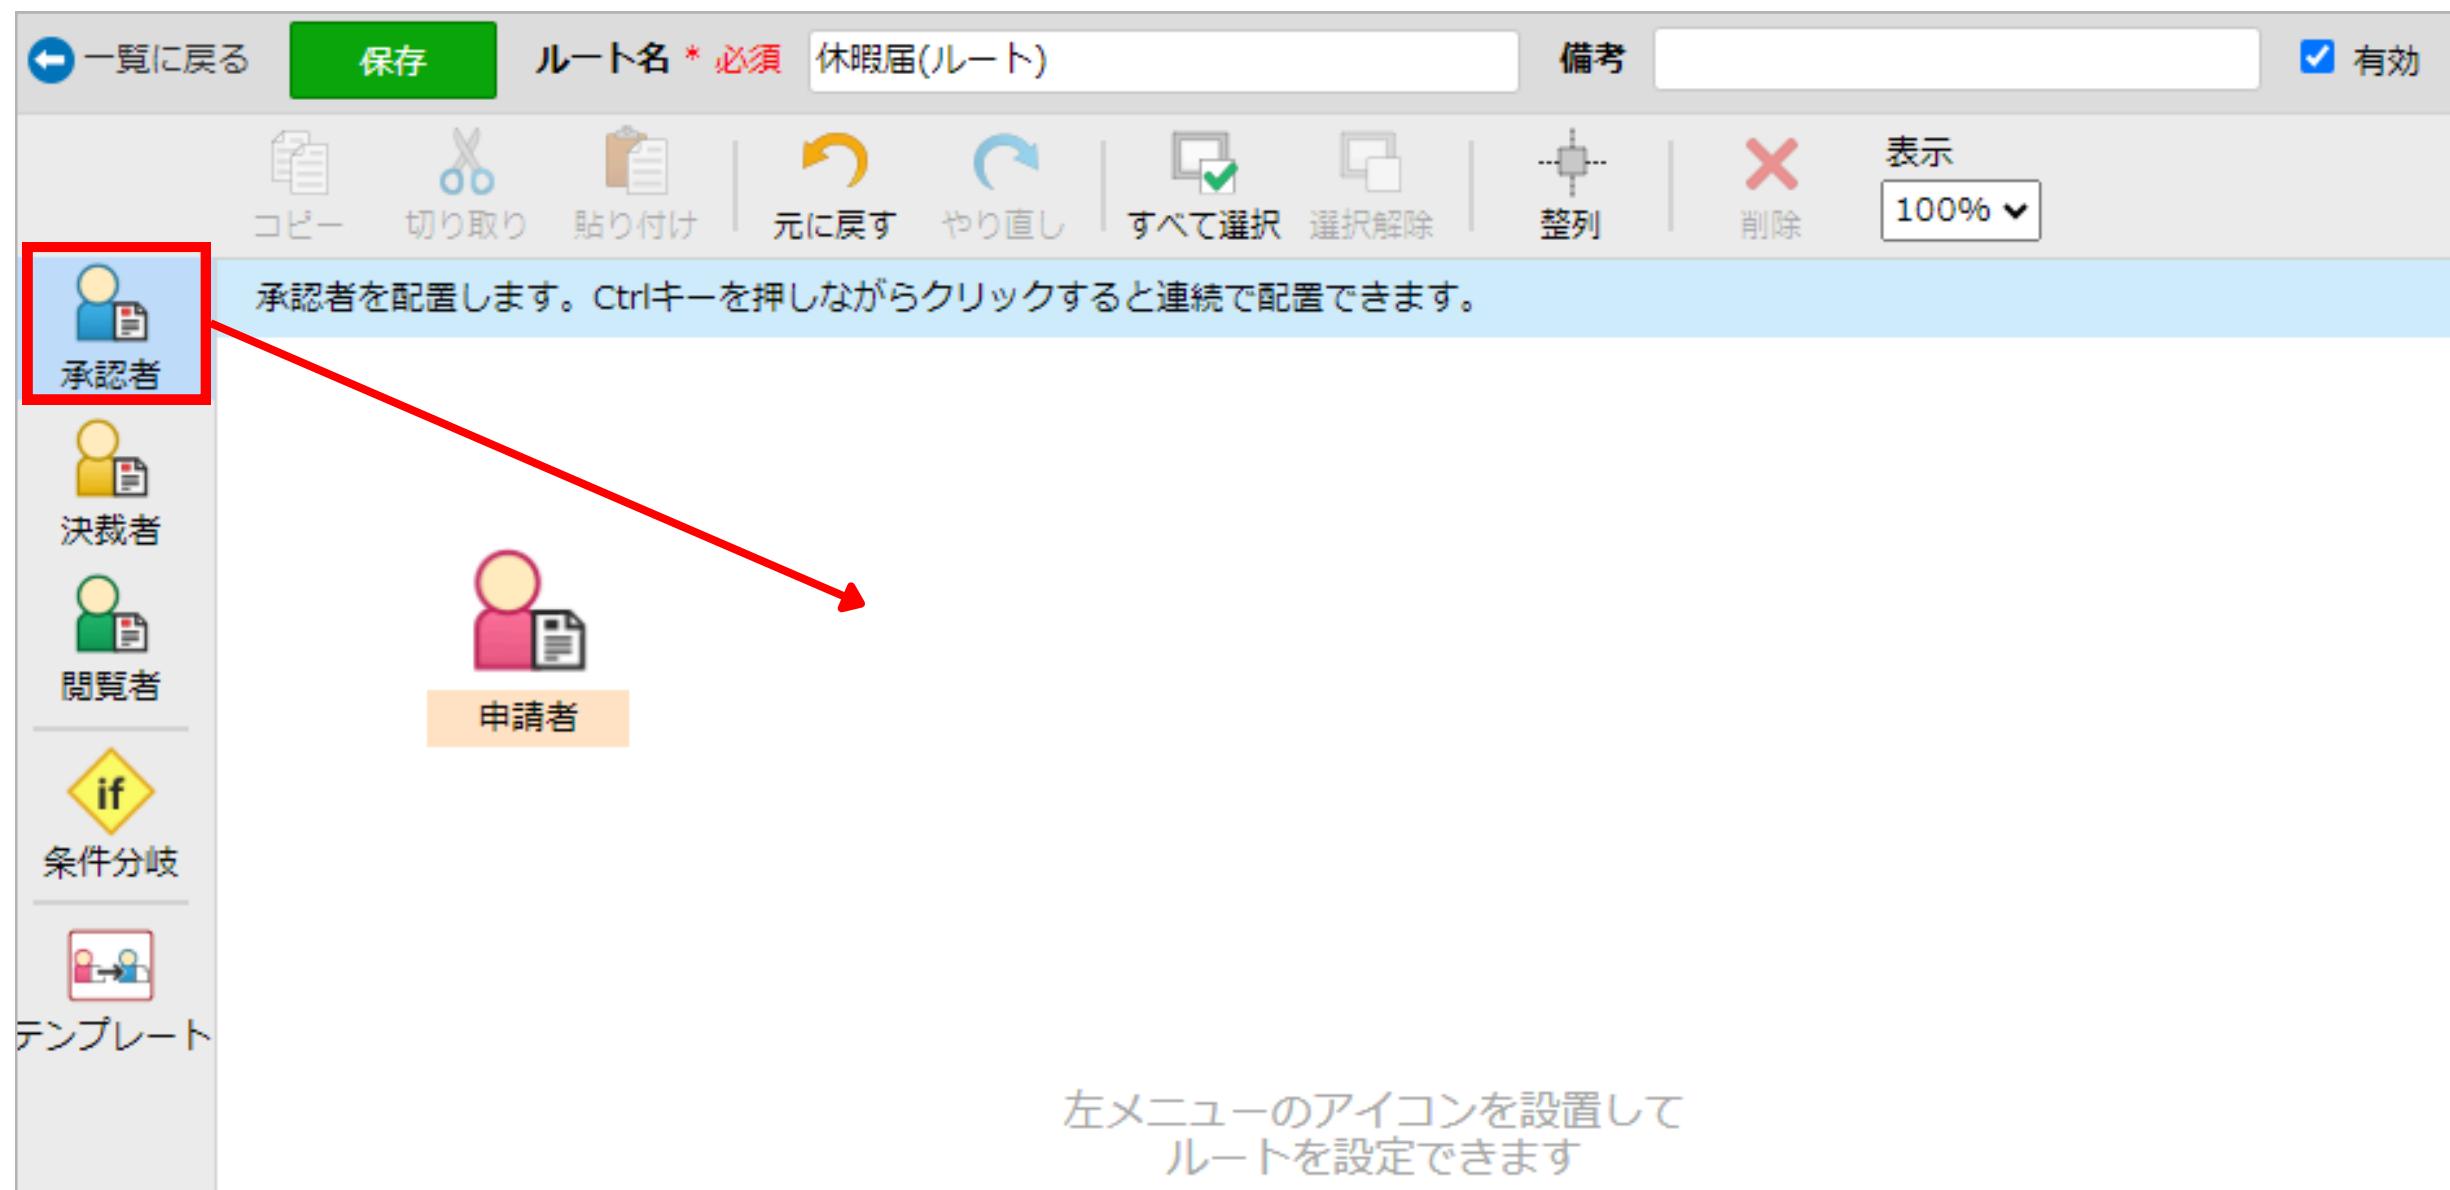 一覧に戻る 保存 ルート名 * 必須 休暇届(ルート) 備考 有効
コピー 切り取り 貼り付け 元に戻す やり直し すべて選択 選択解除 整列 削除 表示
100%
承認者を配置します。Ctrlキーを押しながらクリックすると連続で配置できます。
承認者
決裁者
閲覧者
if
条件分岐
テンプレート
申請者
左メニューのアイコンを設置して
ルートを設定できます